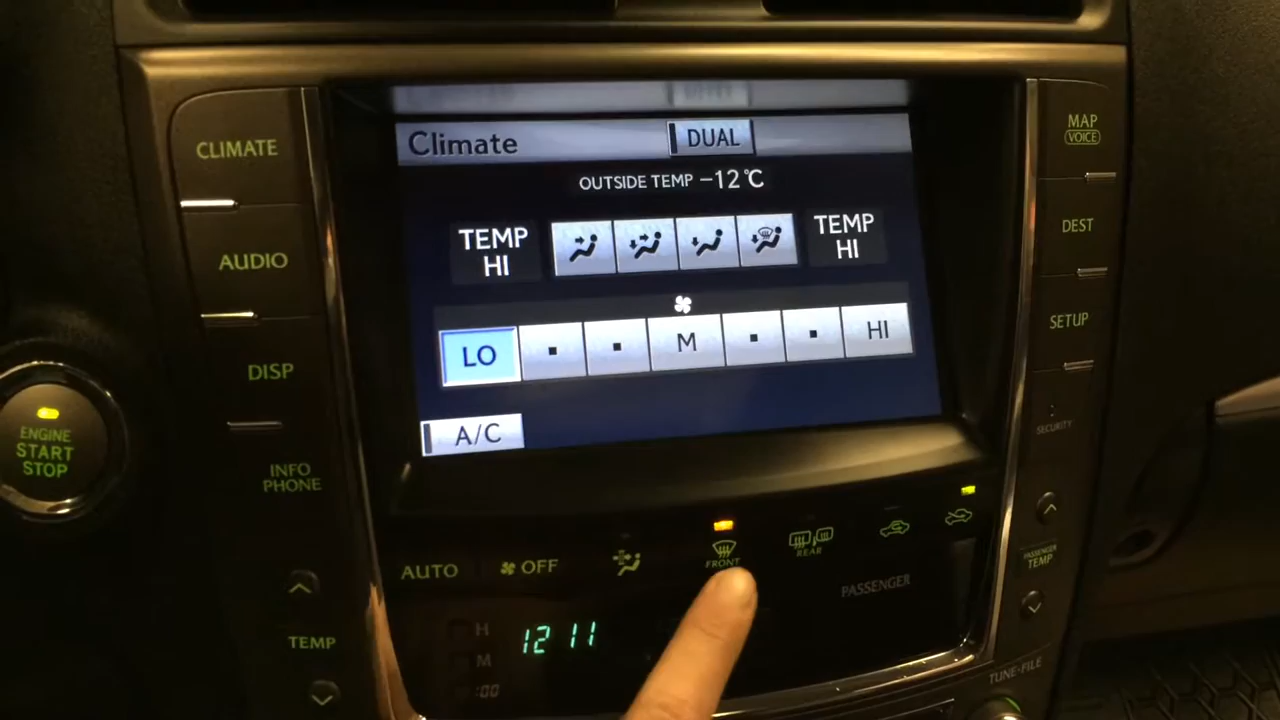 CLIMATE
AUDIO
DISP
INFO
PHONE
ENGINE
START
STOP
Climate
DUAL
OUTSIDE TEMP -12℃
TEMP
HI
TEMP
HI
LO
M
HI
A/C
MAP
VOICE
DEST
SETUP
SECURITY
AUTO
OFF
FRONT
REAR
PASSENGER
PASSENGER
TEMP
TEMP
H
M
:00
12 11
TUNE•FILE